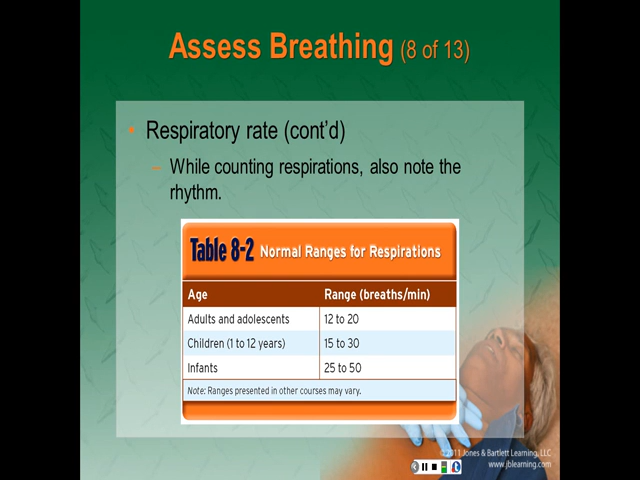 Assess Breathing (8 of 13)
• Respiratory rate (cont’d)
– While counting respirations, also note the
rhythm.
Table 8-2 Normal Ranges for Respirations
Age Range (breaths/min)
Adults and adolescents 12 to 20
Children (1 to 12 years) 15 to 30
Infants 25 to 50
Note: Ranges presented in other courses may vary.
© 2011 Jones & Bartlett Learning, LLC
www.jblearning.com